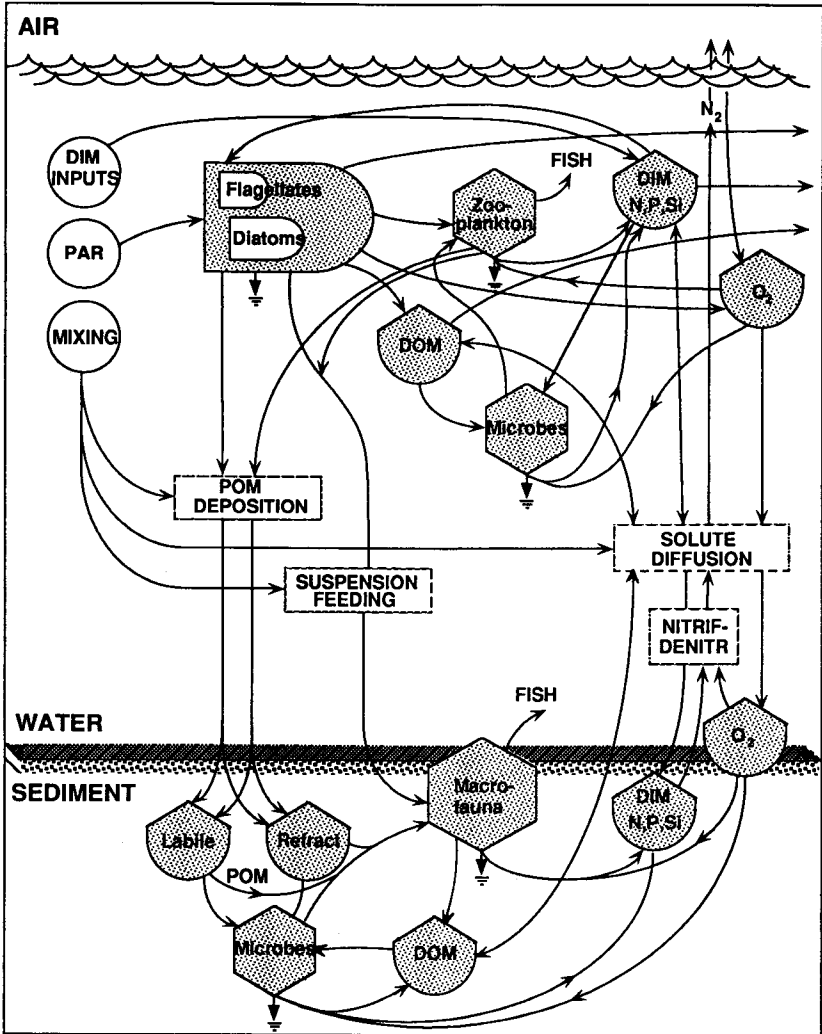 AIR
N2
DIM
INPUTS
FISH
DIM
N,P,Si
Flagellates
Zoo-
plankton
Diatoms
PAR
O2
MIXING
DOM
Microbes
POM
DEPOSITION
SOLUTE
DIFFUSION
SUSPENSION
FEEDING
NITRIF-
DENITR
FISH
WATER
O2
SEDIMENT
Macro-
fauna
DIM
N,P,Si
Labile
Refract
POM
Microbes
DOM